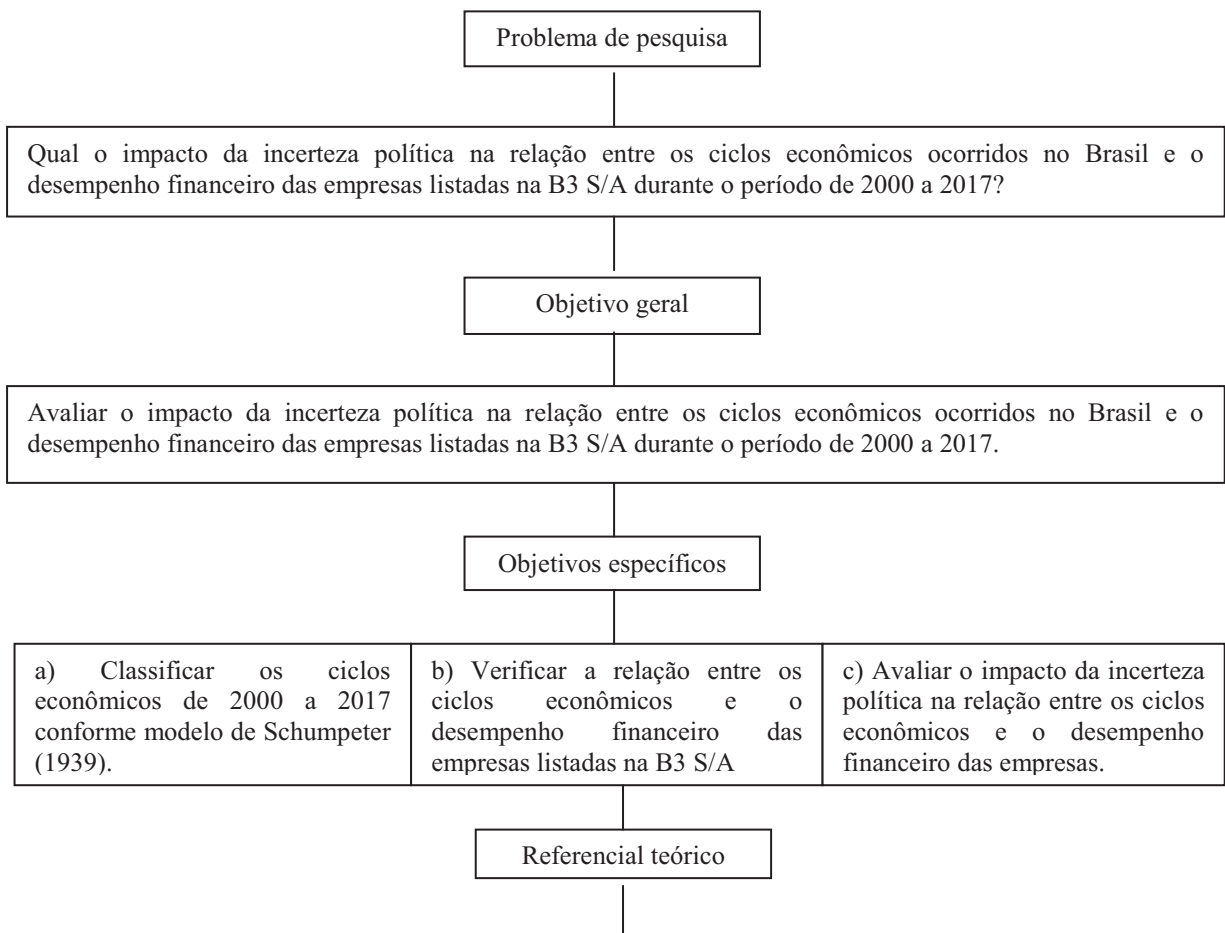 Problema de pesquisa
Qual o impacto da incerteza política na relação entre os ciclos econômicos ocorridos no Brasil e o
desempenho financeiro das empresas listadas na B3 S/A durante o período de 2000 a 2017?
Objetivo geral
Avaliar o impacto da incerteza política na relação entre os ciclos econômicos ocorridos no Brasil e o
desempenho financeiro das empresas listadas na B3 S/A durante o período de 2000 a 2017.
Objetivos específicos
a) Classificar os ciclos
econômicos de 2000 a 2017
conforme modelo de Schumpeter
(1939).
b) Verificar a relação entre os
ciclos econômicos e o
desempenho financeiro das
empresas listadas na B3 S/A
c) Avaliar o impacto da incerteza
política na relação entre os ciclos
econômicos e o desempenho
financeiro das empresas.
Referencial teórico